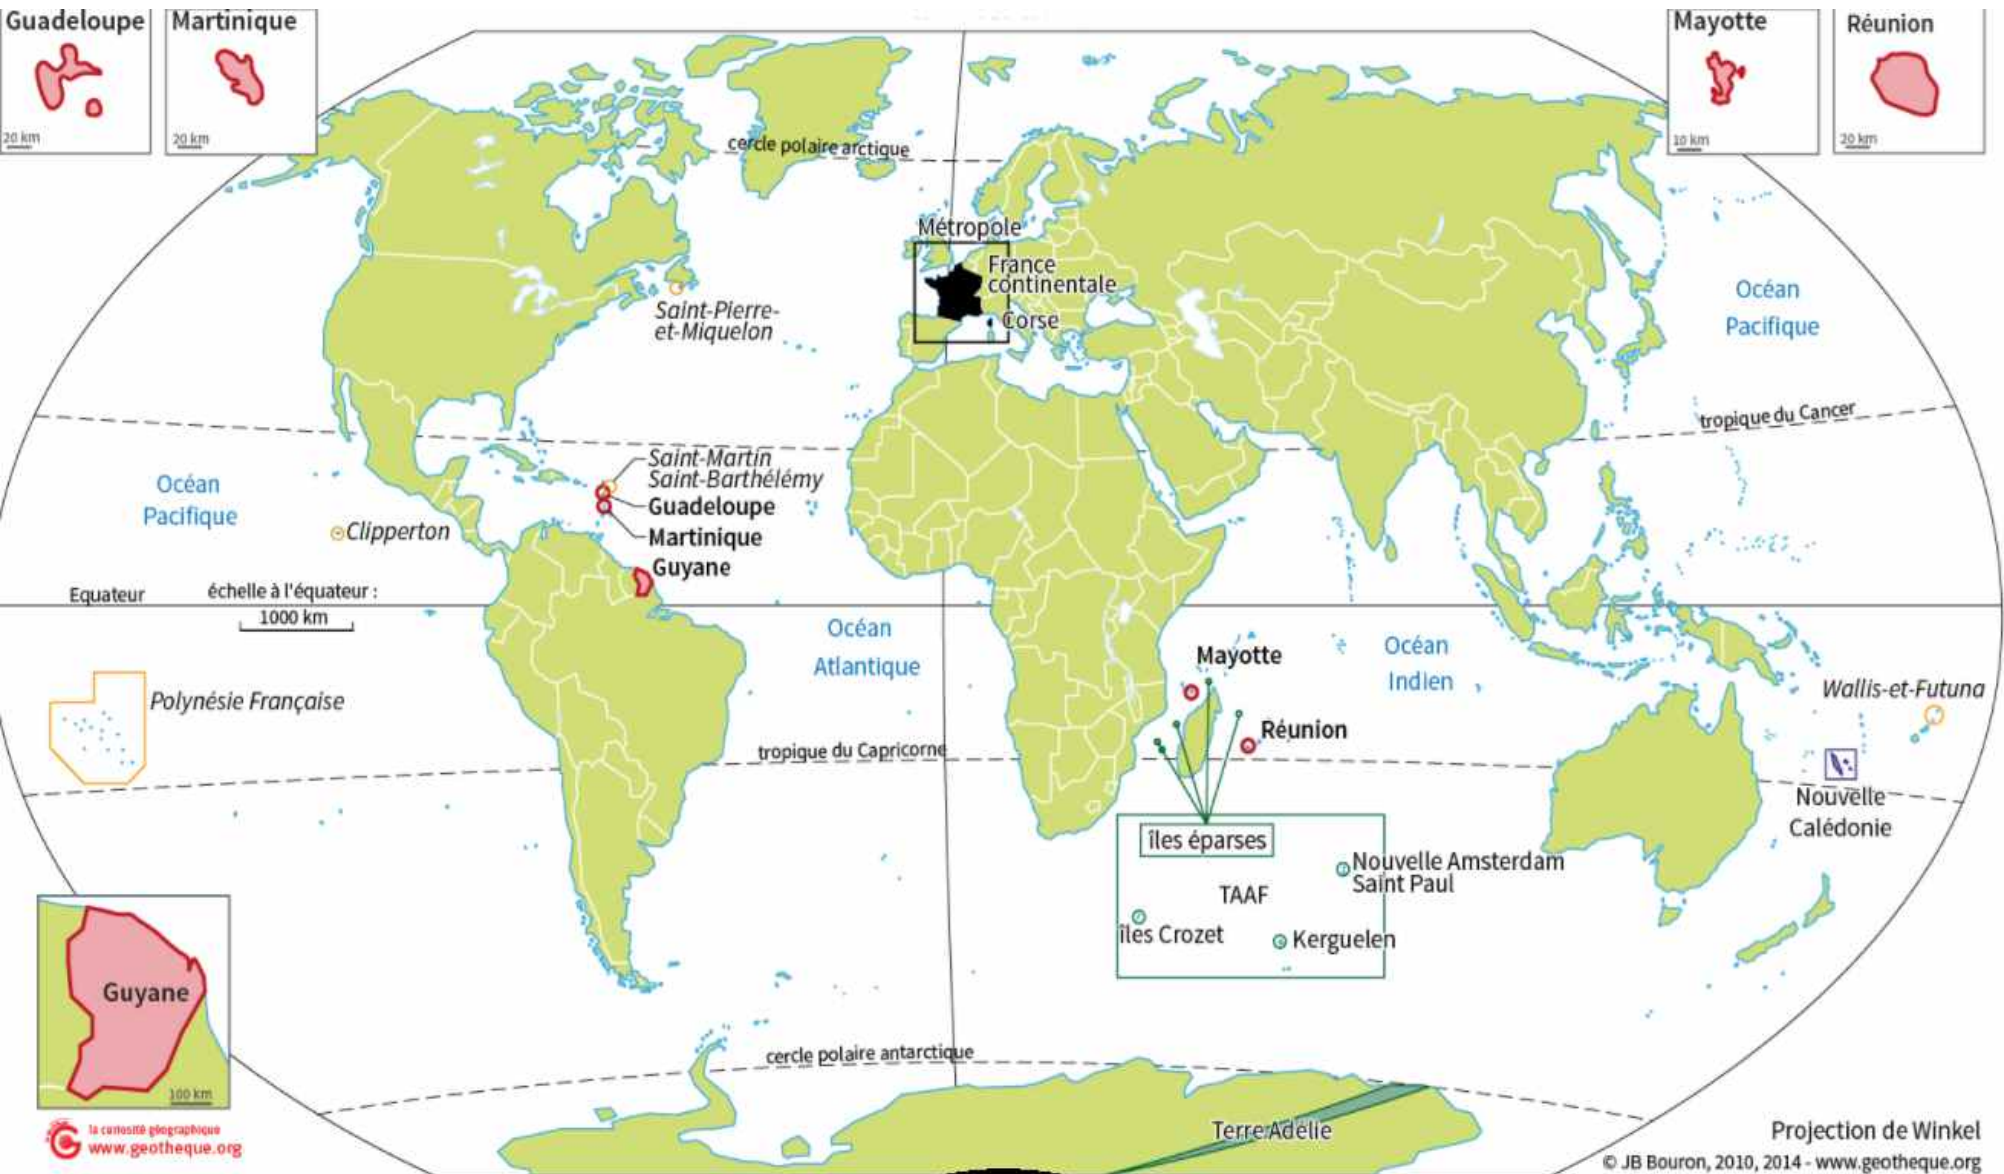 Guadeloupe
20 km
Martinique
20 km
Mayotte
10 km
Réunion
20 km
cercle polaire arctique
Métropole
France
continentale
Corse
Saint-Pierre-
et-Miquelon
Océan
Pacifique
tropique du Cancer
Saint-Martin
Saint-Barthélémy
Guadeloupe
Martinique
Guyane
Océan
Pacifique
Clipperton
Equateur
échelle à l'équateur :
1000 km
Océan
Atlantique
Mayotte
Océan
Indien
Polynésie Française
Wallis-et-Futuna
Réunion
tropique du Capricorne
Nouvelle
Calédonie
îles éparses
Nouvelle Amsterdam
Saint Paul
TAAF
îles Crozet
Kerguelen
Guyane
100 km
cercle polaire antarctique
Terre Adélie
la curiosité géographique
www.geotheque.org
Projection de Winkel
© JB Bouron, 2010, 2014 - www.geotheque.org